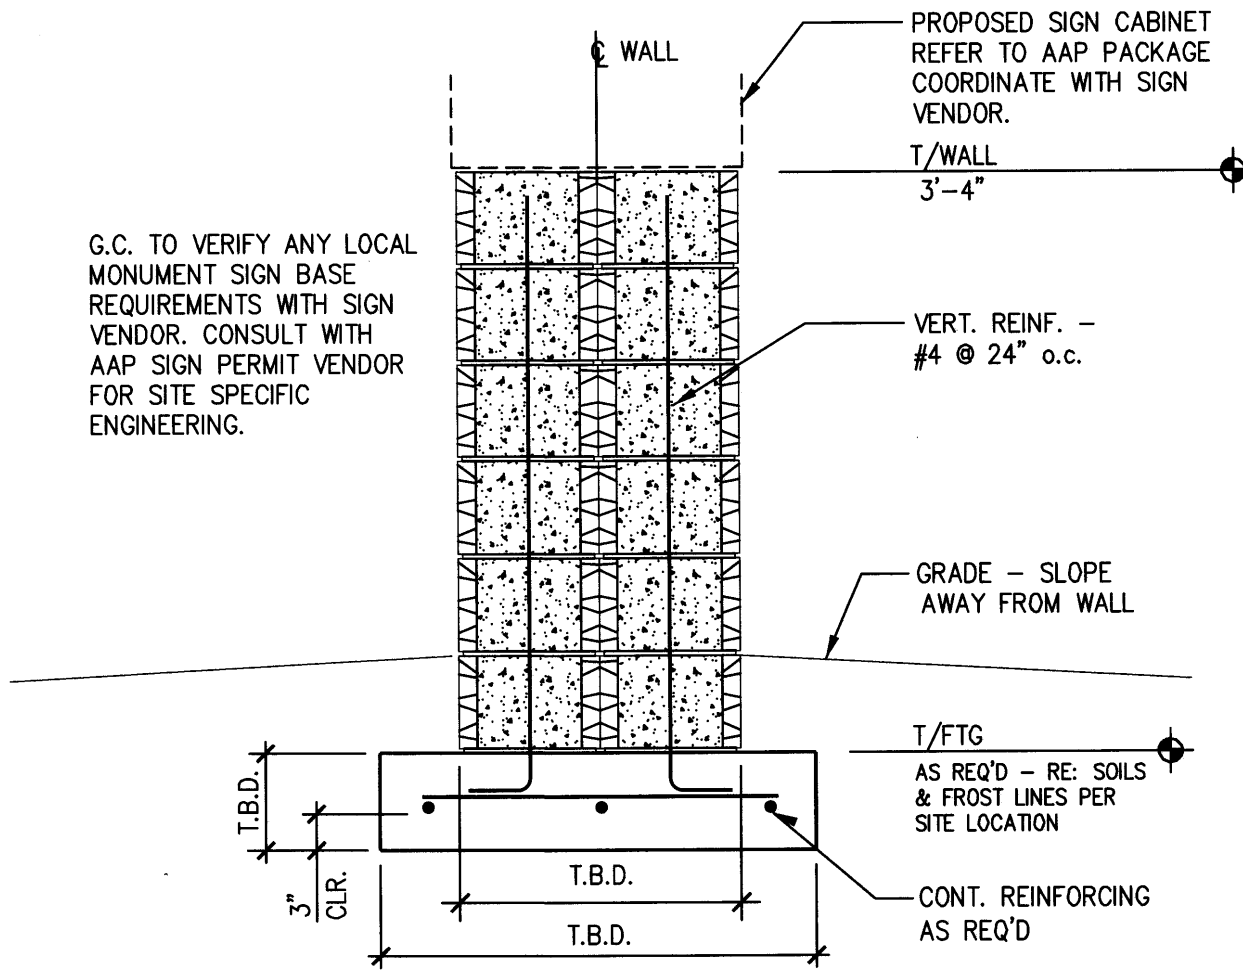 PROPOSED SIGN CABINET
REFER TO AAP PACKAGE
COORDINATE WITH SIGN
VENDOR.
℄ WALL
T/WALL
3'-4"
G.C. TO VERIFY ANY LOCAL
MONUMENT SIGN BASE
REQUIREMENTS WITH SIGN
VENDOR. CONSULT WITH
AAP SIGN PERMIT VENDOR
FOR SITE SPECIFIC
ENGINEERING.
VERT. REINF. –
#4 @ 24" o.c.
GRADE – SLOPE
AWAY FROM WALL
T/FTG
AS REQ'D – RE: SOILS
& FROST LINES PER
SITE LOCATION
T.B.D.
3"
CLR.
T.B.D.
T.B.D.
CONT. REINFORCING
AS REQ'D